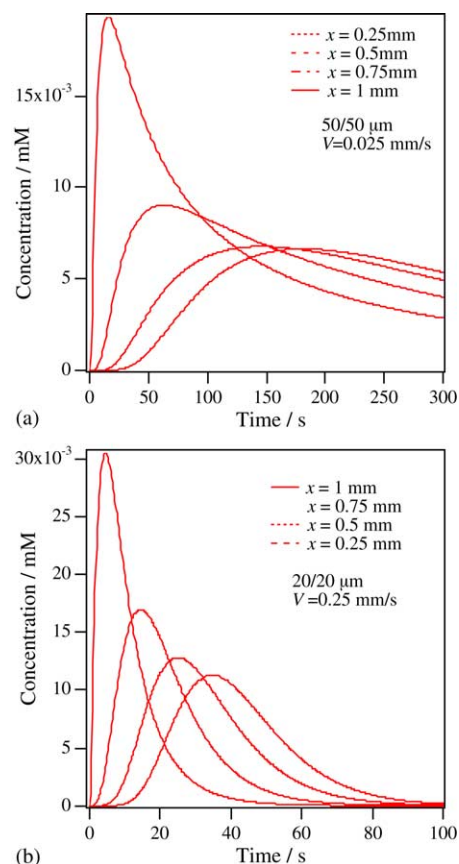 x = 0.25mm
x = 0.5mm
x = 0.75mm
x = 1 mm
50/50 µm
V=0.025 mm/s
15x10⁻³
10
5
0
Concentration / mM
0 50 100 150 200 250 300
Time / s
(a)
30x10⁻³
25
20
15
10
5
0
Concentration / mM
x = 1 mm
x = 0.75 mm
x = 0.5 mm
x = 0.25 mm
20/20 µm
V =0.25 mm/s
0 20 40 60 80 100
Time / s
(b)